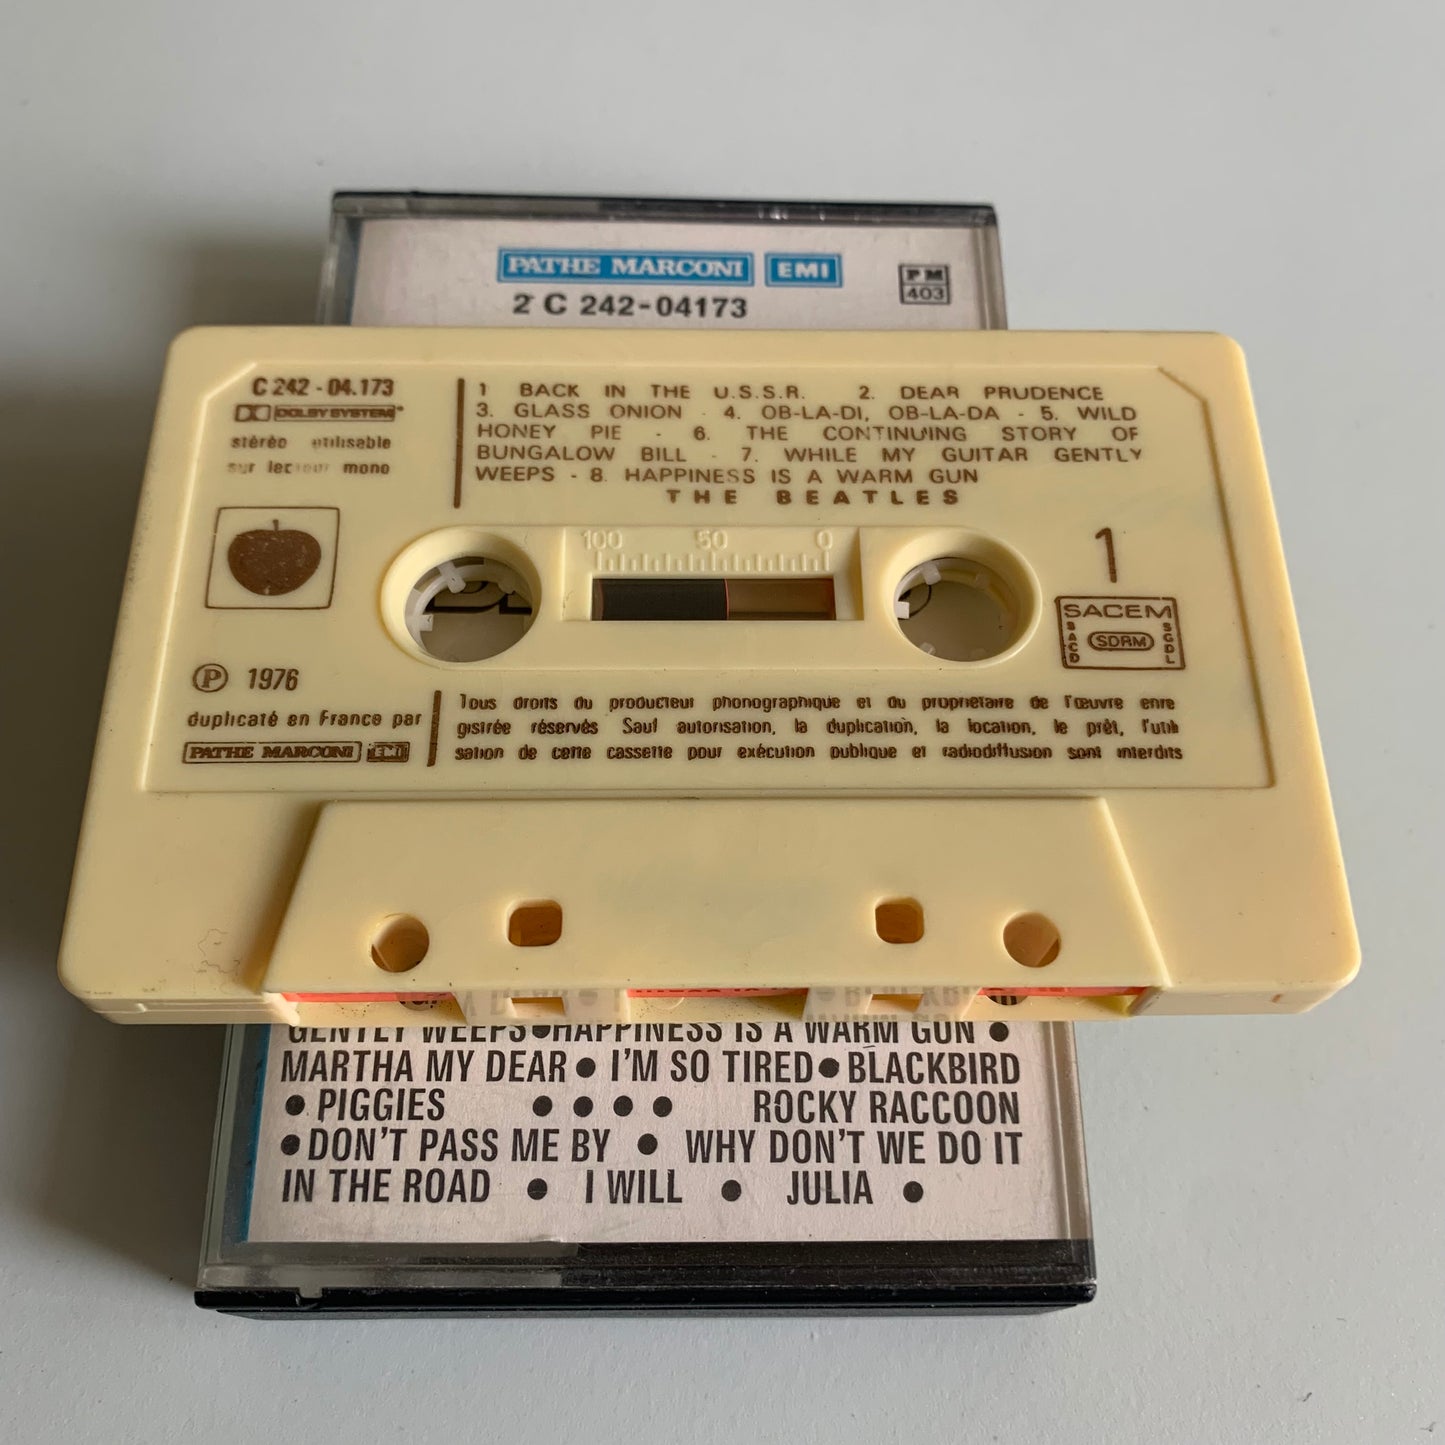 PATHE MARCONI EMI
PM
403
2 C 242-04173
C 242 - 04.173
DOLBY SYSTEM
stéréo utilisable
sur lecteur mono
1 BACK IN THE U.S.S.R. 2. DEAR PRUDENCE
3. GLASS ONION - 4. OB-LA-DI, OB-LA-DA - 5. WILD
HONEY PIE - 6. THE CONTINUING STORY OF
BUNGALOW BILL - 7. WHILE MY GUITAR GENTLY
WEEPS - 8. HAPPINESS IS A WARM GUN
THE BEATLES
100 50 0
1
SACEM
SACD
SDRM
SGDL
P 1976
duplicaté en France par
PATHE MARCONI EMI
Tous droits du producteur phonographique et du propriétaire de l'œuvre enre
gistrée réservés Sauf autorisation, la duplication, la location, le prêt, l'utili
sation de cette cassette pour exécution publique et radiodiffusion sont interdits
GENTLY WEEPS • HAPPINESS IS A WARM GUN •
MARTHA MY DEAR • I'M SO TIRED • BLACKBIRD
• PIGGIES • • • • ROCKY RACCOON
• DON'T PASS ME BY • WHY DON'T WE DO IT
IN THE ROAD • I WILL • JULIA •